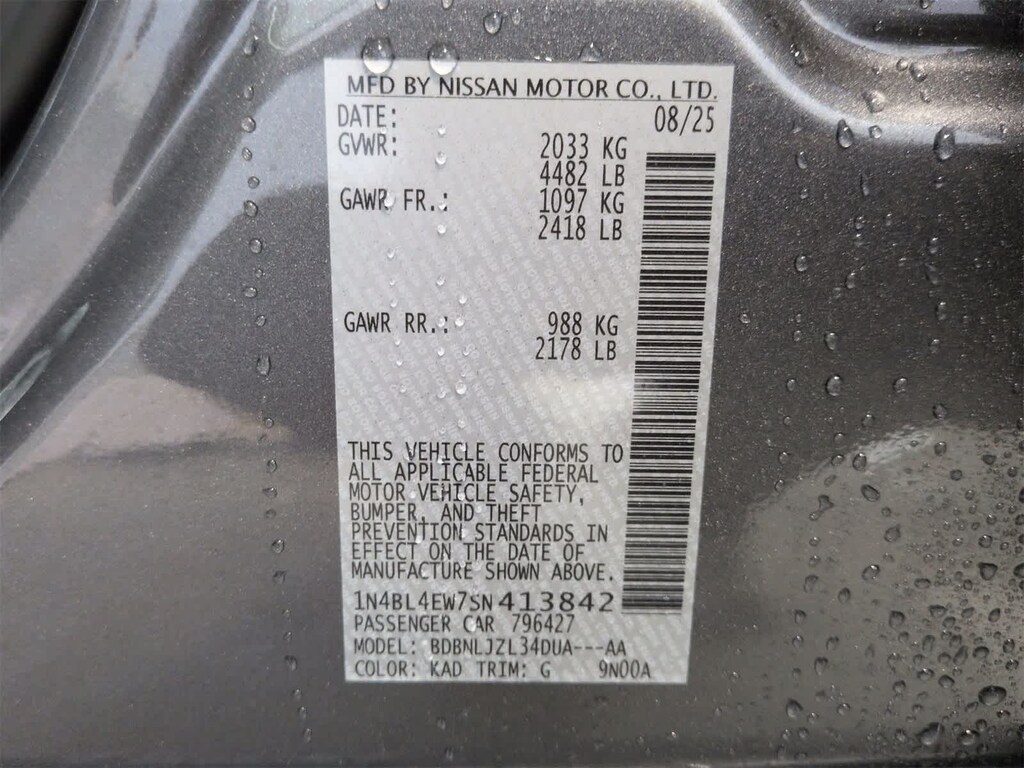 MFD BY NISSAN MOTOR CO., LTD.
DATE: 08/25
GVWR: 2033 KG
4482 LB
GAWR FR.: 1097 KG
2418 LB
GAWR RR.: 988 KG
2178 LB
THIS VEHICLE CONFORMS TO
ALL APPLICABLE FEDERAL
MOTOR VEHICLE SAFETY,
BUMPER, AND THEFT
PREVENTION STANDARDS IN
EFFECT ON THE DATE OF
MANUFACTURE SHOWN ABOVE.
1N4BL4EW7SN413842
PASSENGER CAR 796427
MODEL: BDBNLJZL34DUA---AA
COLOR: KAD TRIM: G 9N00A